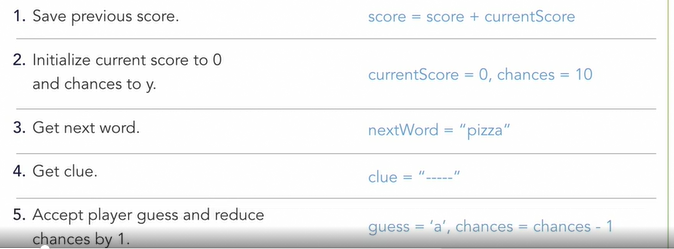 1. Save previous score.
score = score + currentScore
2. Initialize current score to 0
and chances to y.
currentScore = 0, chances = 10
3. Get next word.
nextWord = “pizza”
4. Get clue.
clue = “-----”
5. Accept player guess and reduce
chances by 1.
guess = ‘a’, chances = chances - 1